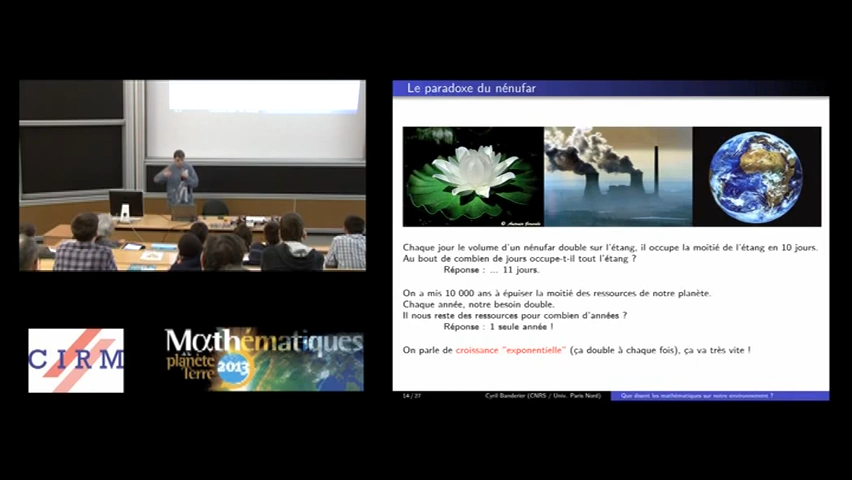 Le paradoxe du nénufar
© Antonio
Chaque jour le volume d'un nénufar double sur l'étang, il occupe la moitié de l'étang en 10 jours.
Au bout de combien de jours occupe-t-il tout l'étang ?
Réponse : ... 11 jours.
On a mis 10 000 ans à épuiser la moitié des ressources de notre planète.
Chaque année, notre besoin double.
Il nous reste des ressources pour combien d'années ?
Réponse : 1 seule année !
On parle de croissance "exponentielle" (ça double à chaque fois), ça va très vite !
14 / 27
Cyril Banderier (CNRS / Univ. Paris Nord)
Que disent les mathématiques sur notre environnement ?
CIRM
Mαthématiques
planète
Terre
2013